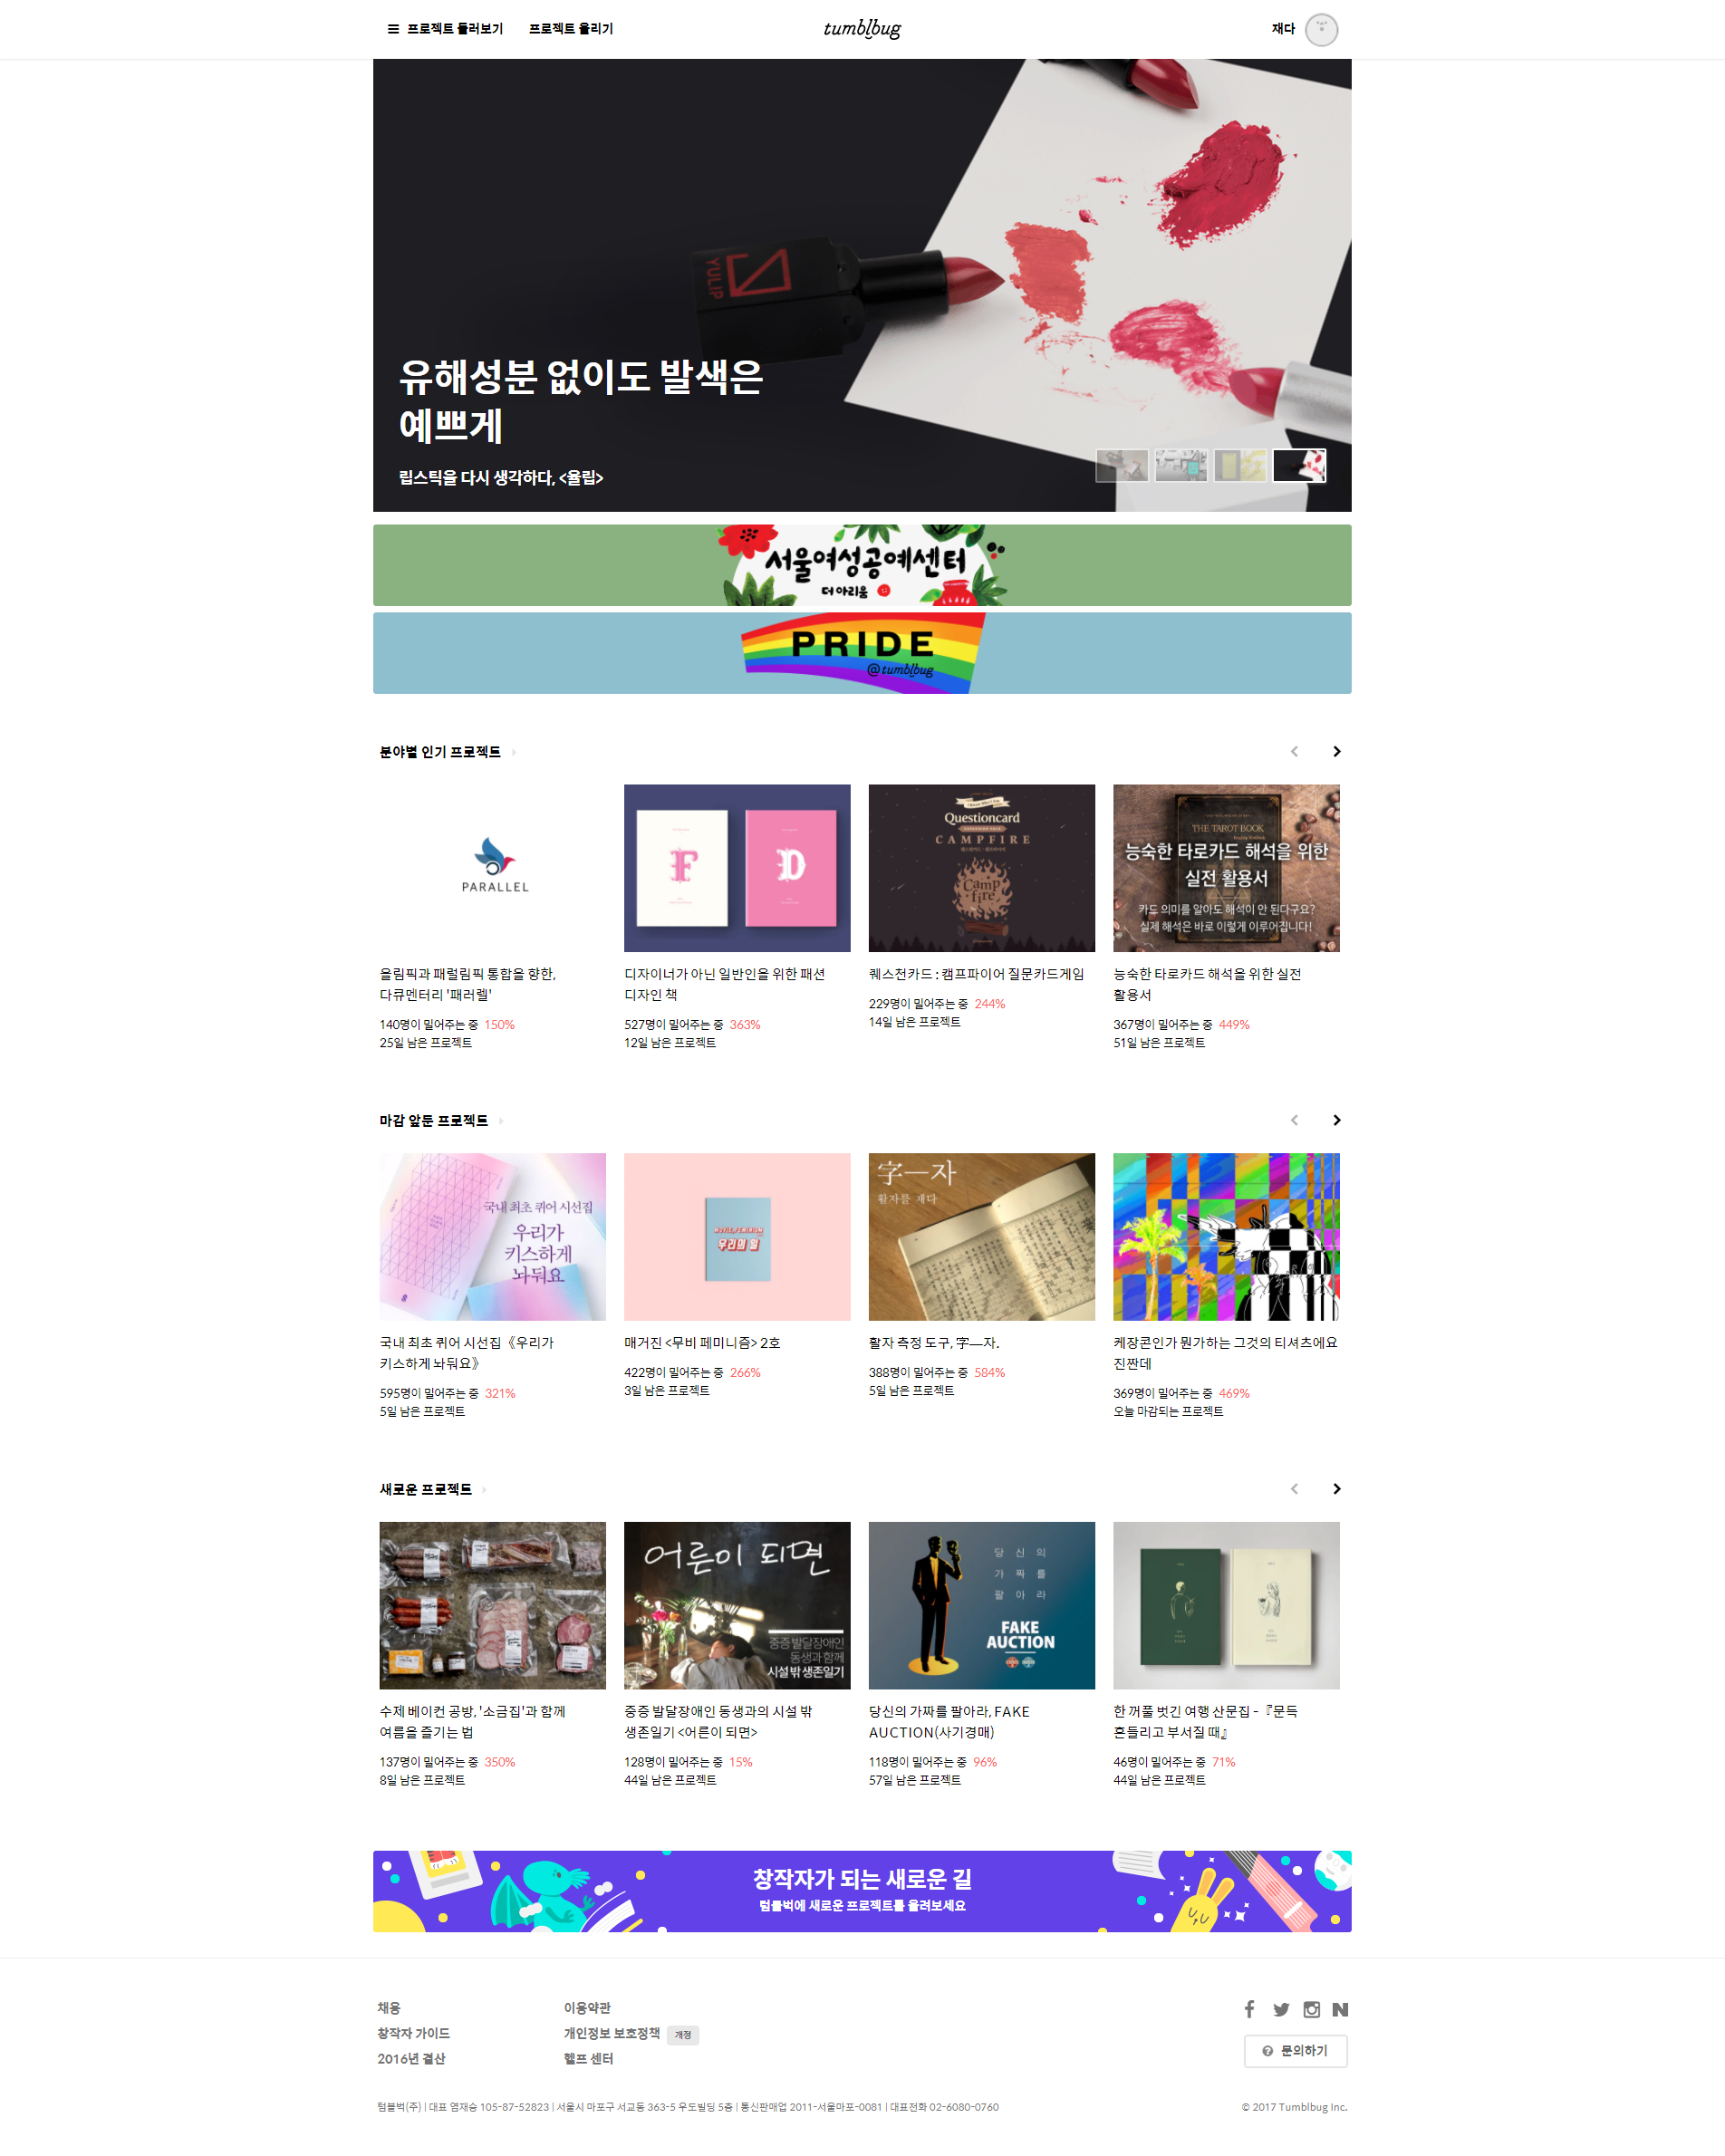 프로젝트 둘러보기
프로젝트 올리기
tumblbug
재다
YULIP
유해성분 없이도 발색은
예쁘게
립스틱을 다시 생각하다, <율립>
서울여성공예센터
더아리움
PRIDE
@tumblbug
분야별 인기 프로젝트
PARALLEL
F
D
Questioncard
CAMPFIRE
Camp
fire
THE TAROT BOOK
능숙한 타로카드 해석을 위한
실전 활용서
카드 의미를 알아도 해석이 안 된다구요?
실제 해석은 바로 이렇게 이루어집니다!
올림픽과 패럴림픽 통합을 향한,
다큐멘터리 '패러렐'
140명이 밀어주는 중 150%
25일 남은 프로젝트
디자이너가 아닌 일반인을 위한 패션
디자인 책
527명이 밀어주는 중 363%
12일 남은 프로젝트
퀘스천카드 : 캠프파이어 질문카드게임
229명이 밀어주는 중 244%
14일 남은 프로젝트
능숙한 타로카드 해석을 위한 실전
활용서
367명이 밀어주는 중 449%
51일 남은 프로젝트
마감 앞둔 프로젝트
국내 최초 퀴어 시선집
우리가
키스하게
놔둬요
우리의 일
字—자
활자를 재다
국내 최초 퀴어 시선집《우리가
키스하게 놔둬요》
595명이 밀어주는 중 321%
5일 남은 프로젝트
매거진 <무비 페미니즘> 2호
422명이 밀어주는 중 266%
3일 남은 프로젝트
활자 측정 도구, 字—자.
388명이 밀어주는 중 584%
5일 남은 프로젝트
케장콘인가 뭔가하는 그것의 티셔츠에요
진짠데
369명이 밀어주는 중 469%
오늘 마감되는 프로젝트
새로운 프로젝트
어른이 되면
중증발달장애인
동생과 함께
시설 밖 생존일기
당신의
가짜를
팔아라
FAKE
AUCTION
수제 베이컨 공방, '소금집'과 함께
여름을 즐기는 법
137명이 밀어주는 중 350%
8일 남은 프로젝트
중증 발달장애인 동생과의 시설 밖
생존일기 <어른이 되면>
128명이 밀어주는 중 15%
44일 남은 프로젝트
당신의 가짜를 팔아라, FAKE
AUCTION(사기경매)
118명이 밀어주는 중 96%
57일 남은 프로젝트
한 꺼풀 벗긴 여행 산문집 -『문득
흔들리고 부서질 때』
46명이 밀어주는 중 71%
44일 남은 프로젝트
창작자가 되는 새로운 길
텀블벅에 새로운 프로젝트를 올려보세요
채용
창작자 가이드
2016년 결산
이용약관
개인정보 보호정책 개정
헬프 센터
문의하기
텀블벅(주) | 대표 염재승 105-87-52823 | 서울시 마포구 서교동 363-5 우도빌딩 5층 | 통신판매업 2011-서울마포-0081 | 대표전화 02-6080-0760
© 2017 Tumblbug Inc.